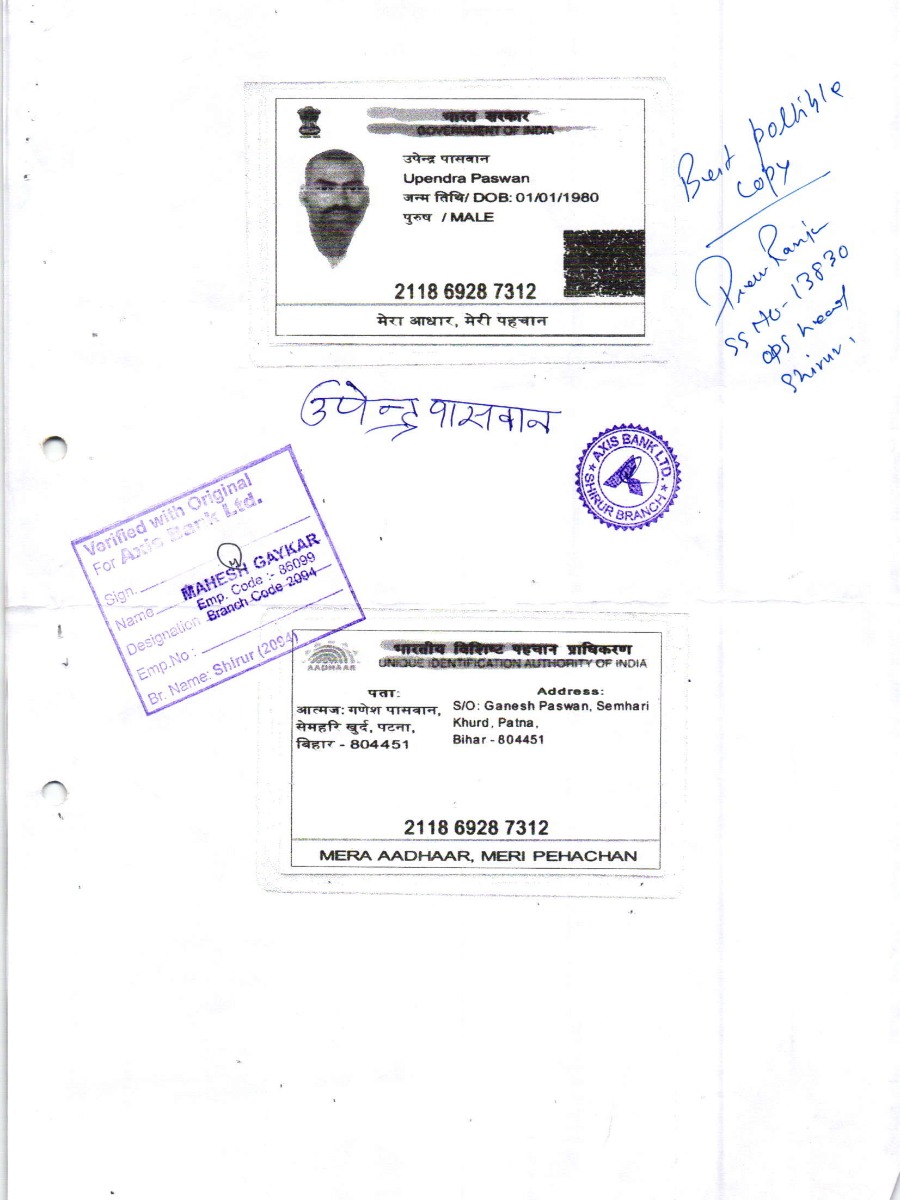 भारत सरकार
GOVERNMENT OF INDIA
उपेन्द्र पासवान
Upendra Paswan
जन्म तिथि/ DOB: 01/01/1980
पुरुष / MALE
2118 6928 7312
मेरा आधार, मेरी पहचान
Best possible
copy
SS No-13830
ops head
Shirur,
उपेन्द्र पासवान
AXIS BANK LTD.
SHIRUR BRANCH
Verified with Original
For Axis Bank Ltd.
Sign.
Name MAHESH GAYKAR
Emp. Code :- 86099
Designation Branch Code 2094
Emp.No :
Br. Name: Shirur (2094)
AADHAAR
भारतीय विशिष्ट पहचान प्राधिकरण
UNIQUE IDENTIFICATION AUTHORITY OF INDIA
पता:
आत्मज: गणेश पासवान,
सेमहरि खुर्द, पटना,
बिहार - 804451
Address:
S/O: Ganesh Paswan, Semhari
Khurd, Patna,
Bihar - 804451
2118 6928 7312
MERA AADHAAR, MERI PEHACHAN